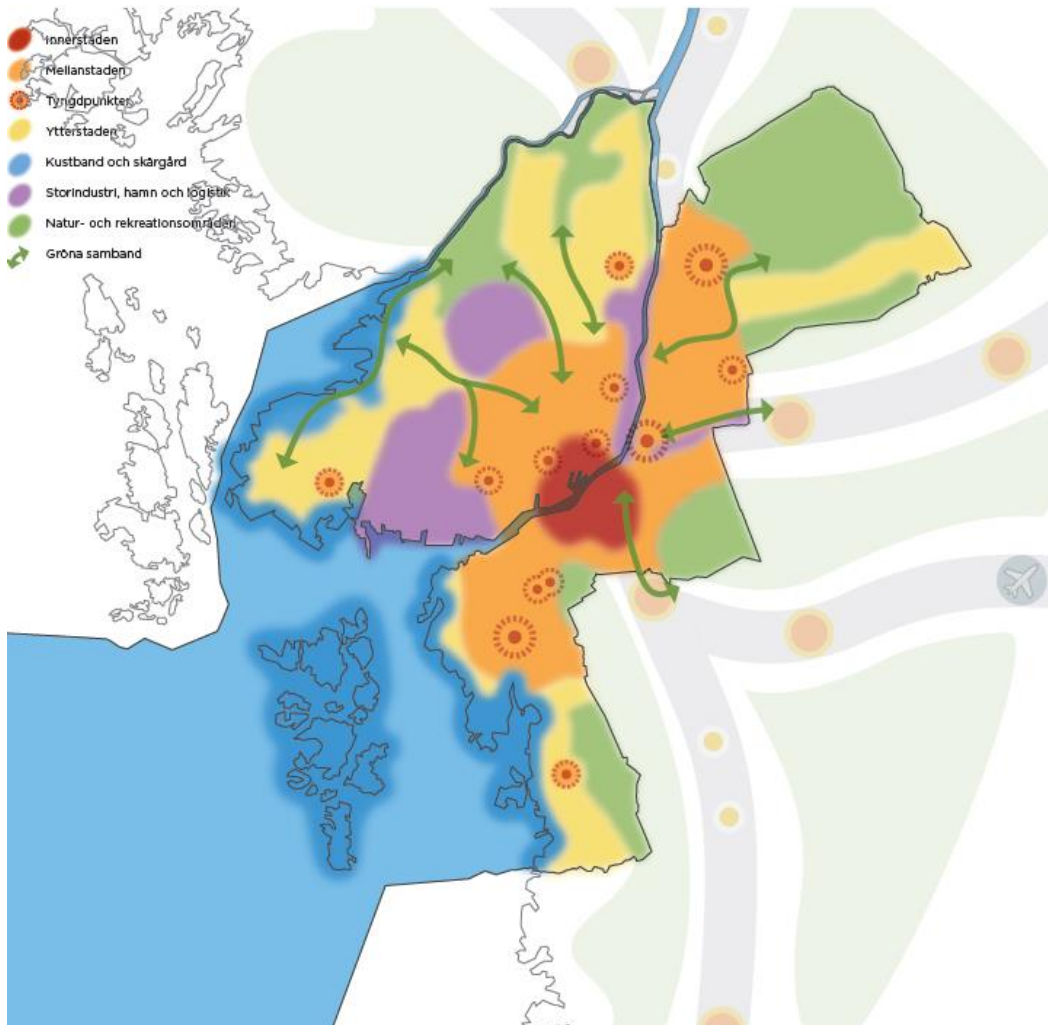 Innerstaden
Mellanstaden
Tyngdpunkter
Ytterstaden
Kustband och skärgård
Storindustri, hamn och logistik
Natur- och rekreationsområden
Gröna samband